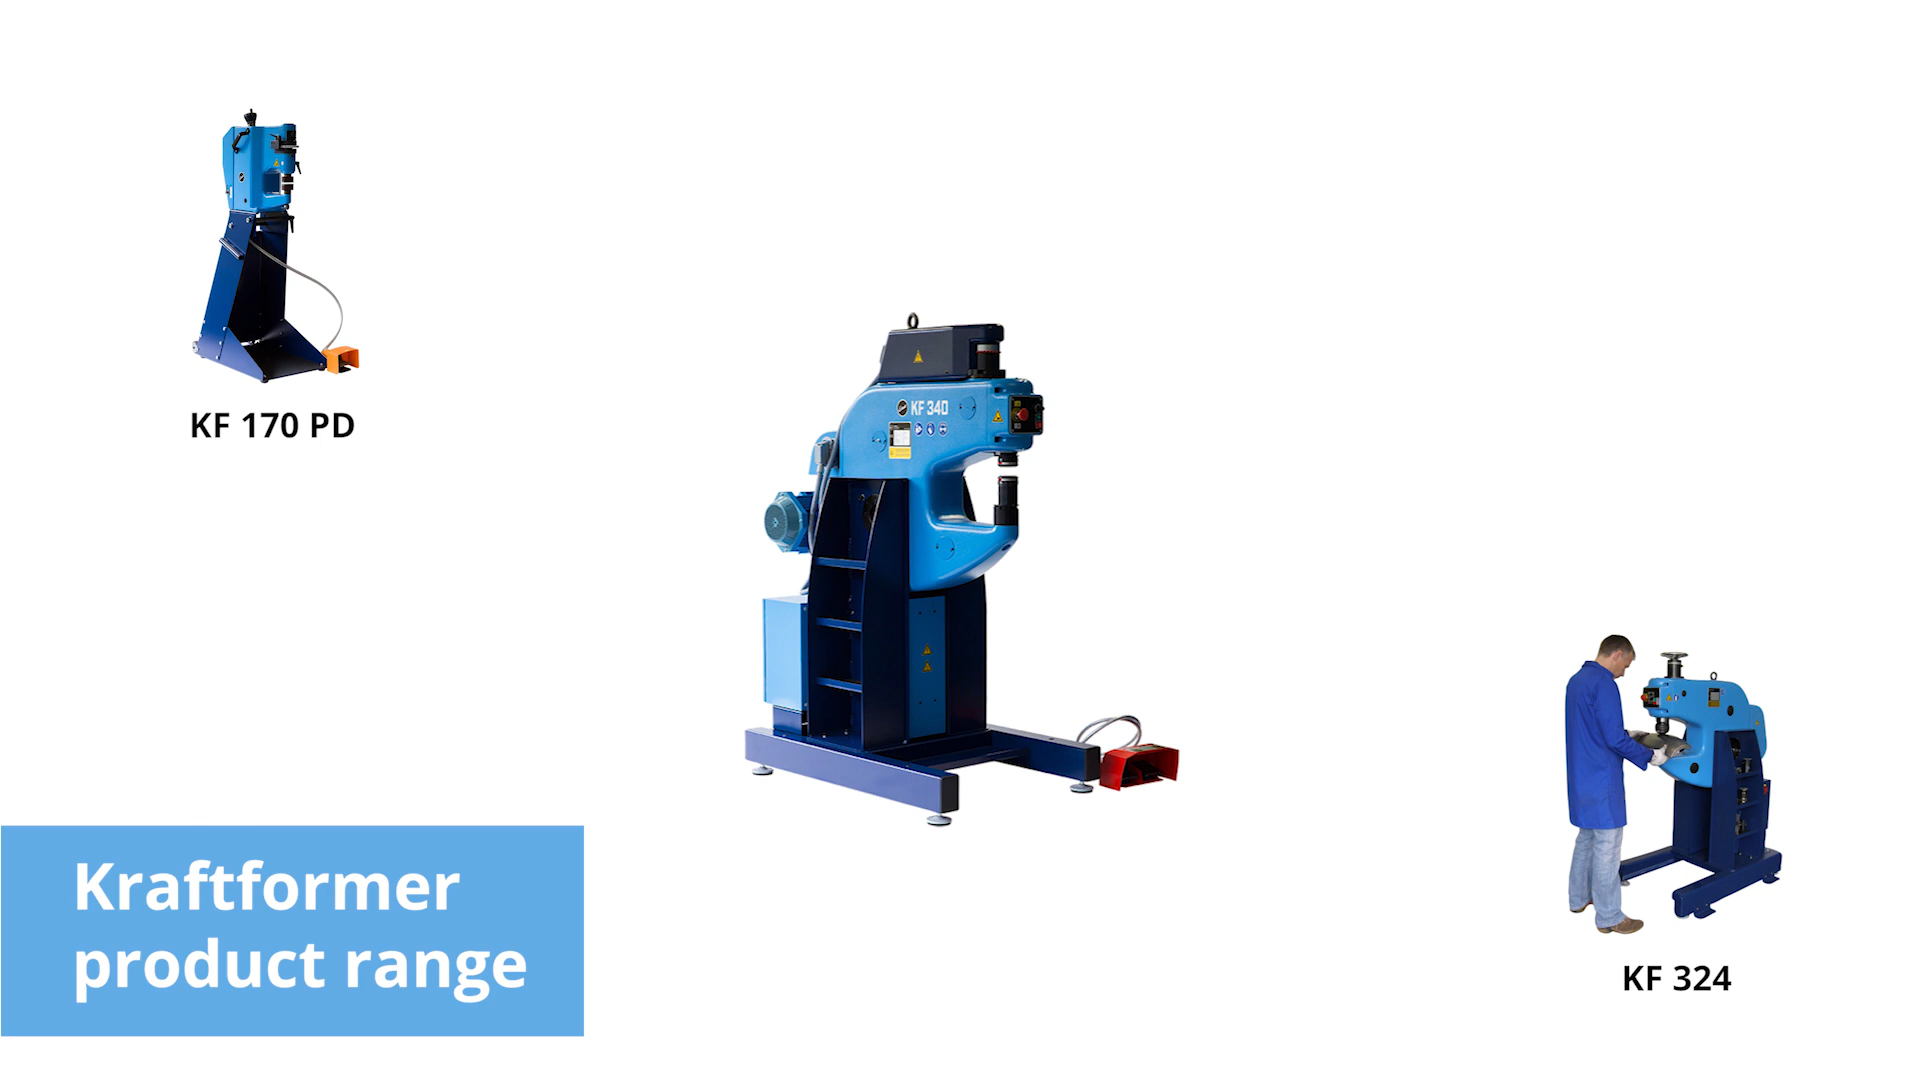 KF 170 PD
KF 340
KF 324
Kraftformer
product range